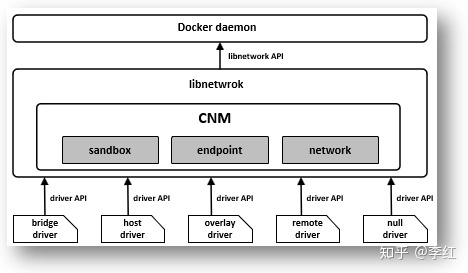 Docker daemon
libnetwork API
libnetwrok
CNM
sandbox endpoint network
driver API driver API driver API driver API driver API
bridge driver
host driver
overlay driver
remote driver
null driver
知乎 @李红